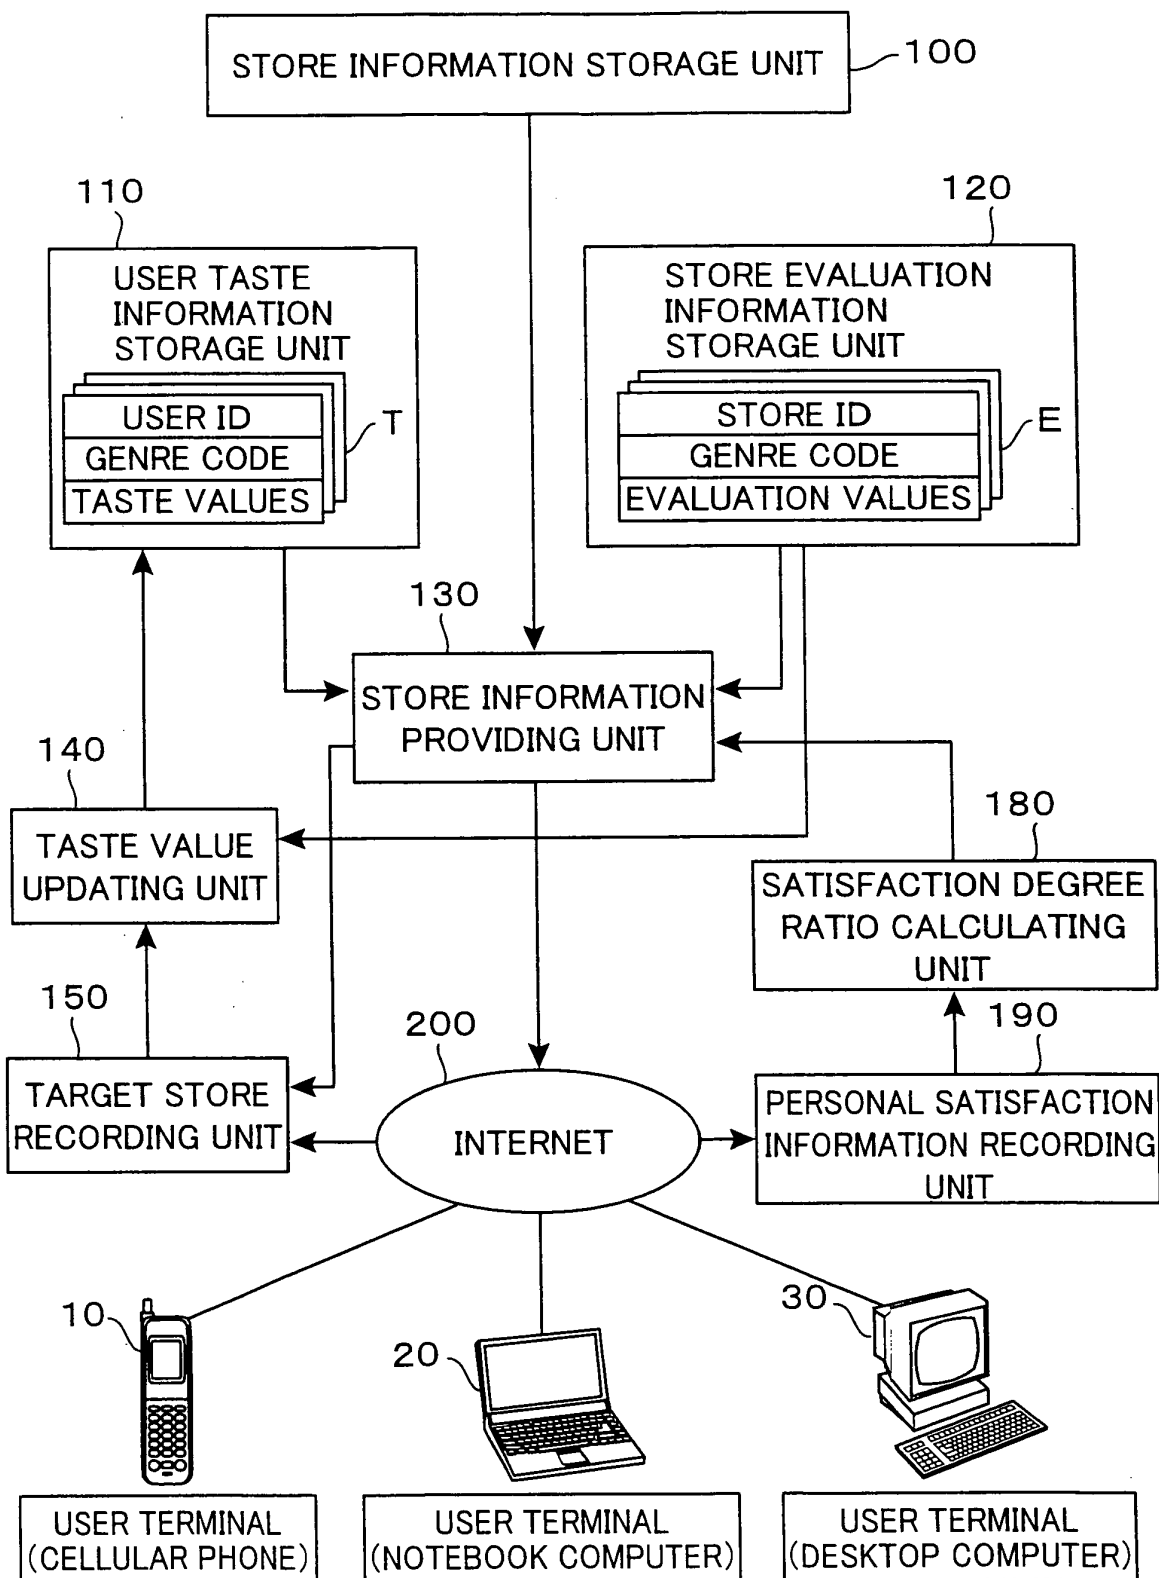 STORE INFORMATION STORAGE UNIT
100
110
USER TASTE
INFORMATION
STORAGE UNIT
USER ID
GENRE CODE
TASTE VALUES
T
120
STORE EVALUATION
INFORMATION
STORAGE UNIT
STORE ID
GENRE CODE
EVALUATION VALUES
E
130
STORE INFORMATION
PROVIDING UNIT
140
TASTE VALUE
UPDATING UNIT
180
SATISFACTION DEGREE
RATIO CALCULATING
UNIT
150
TARGET STORE
RECORDING UNIT
200
INTERNET
190
PERSONAL SATISFACTION
INFORMATION RECORDING
UNIT
10
20
30
USER TERMINAL
(CELLULAR PHONE)
USER TERMINAL
(NOTEBOOK COMPUTER)
USER TERMINAL
(DESKTOP COMPUTER)